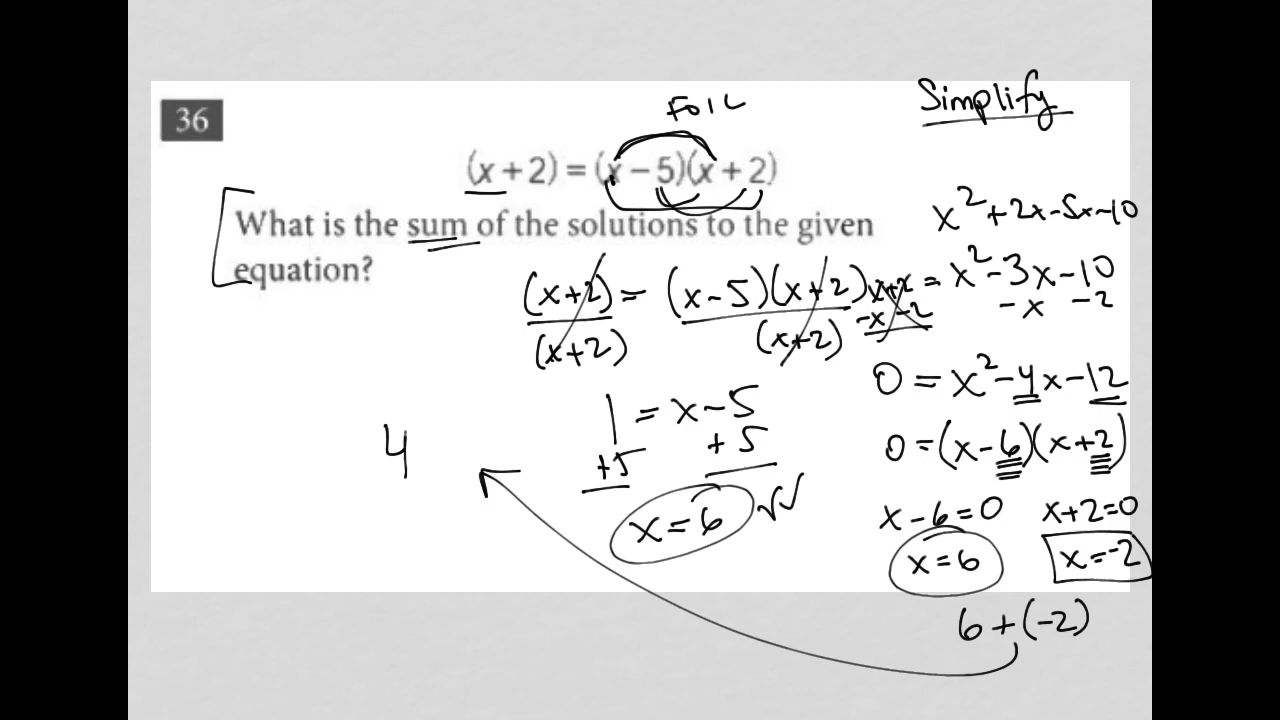 Simplify
36
FOIL
(x + 2) = (x − 5)(x + 2)
What is the sum of the solutions to the given
equation?
(x+2) = (x-5)(x+2)
(x+2) (x+2)
1 = x-5
+5 +5
x=6 √√
4
x²+2x-5x-10
x+2 = x²-3x-10
-x -2 -x -2
0 = x²-4x-12
0 = (x-6)(x+2)
x-6=0 x+2=0
x=6 x=-2
6+(-2)